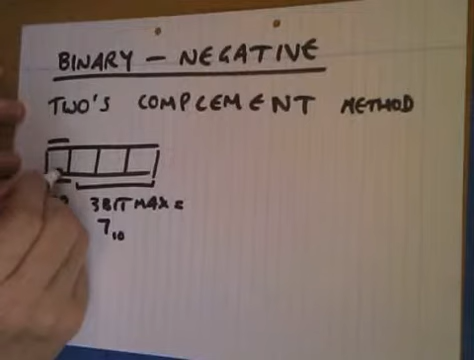 BINARY - NEGATIVE
TWO'S COMPLEMENT METHOD
3BIT MAX =
7₁₀